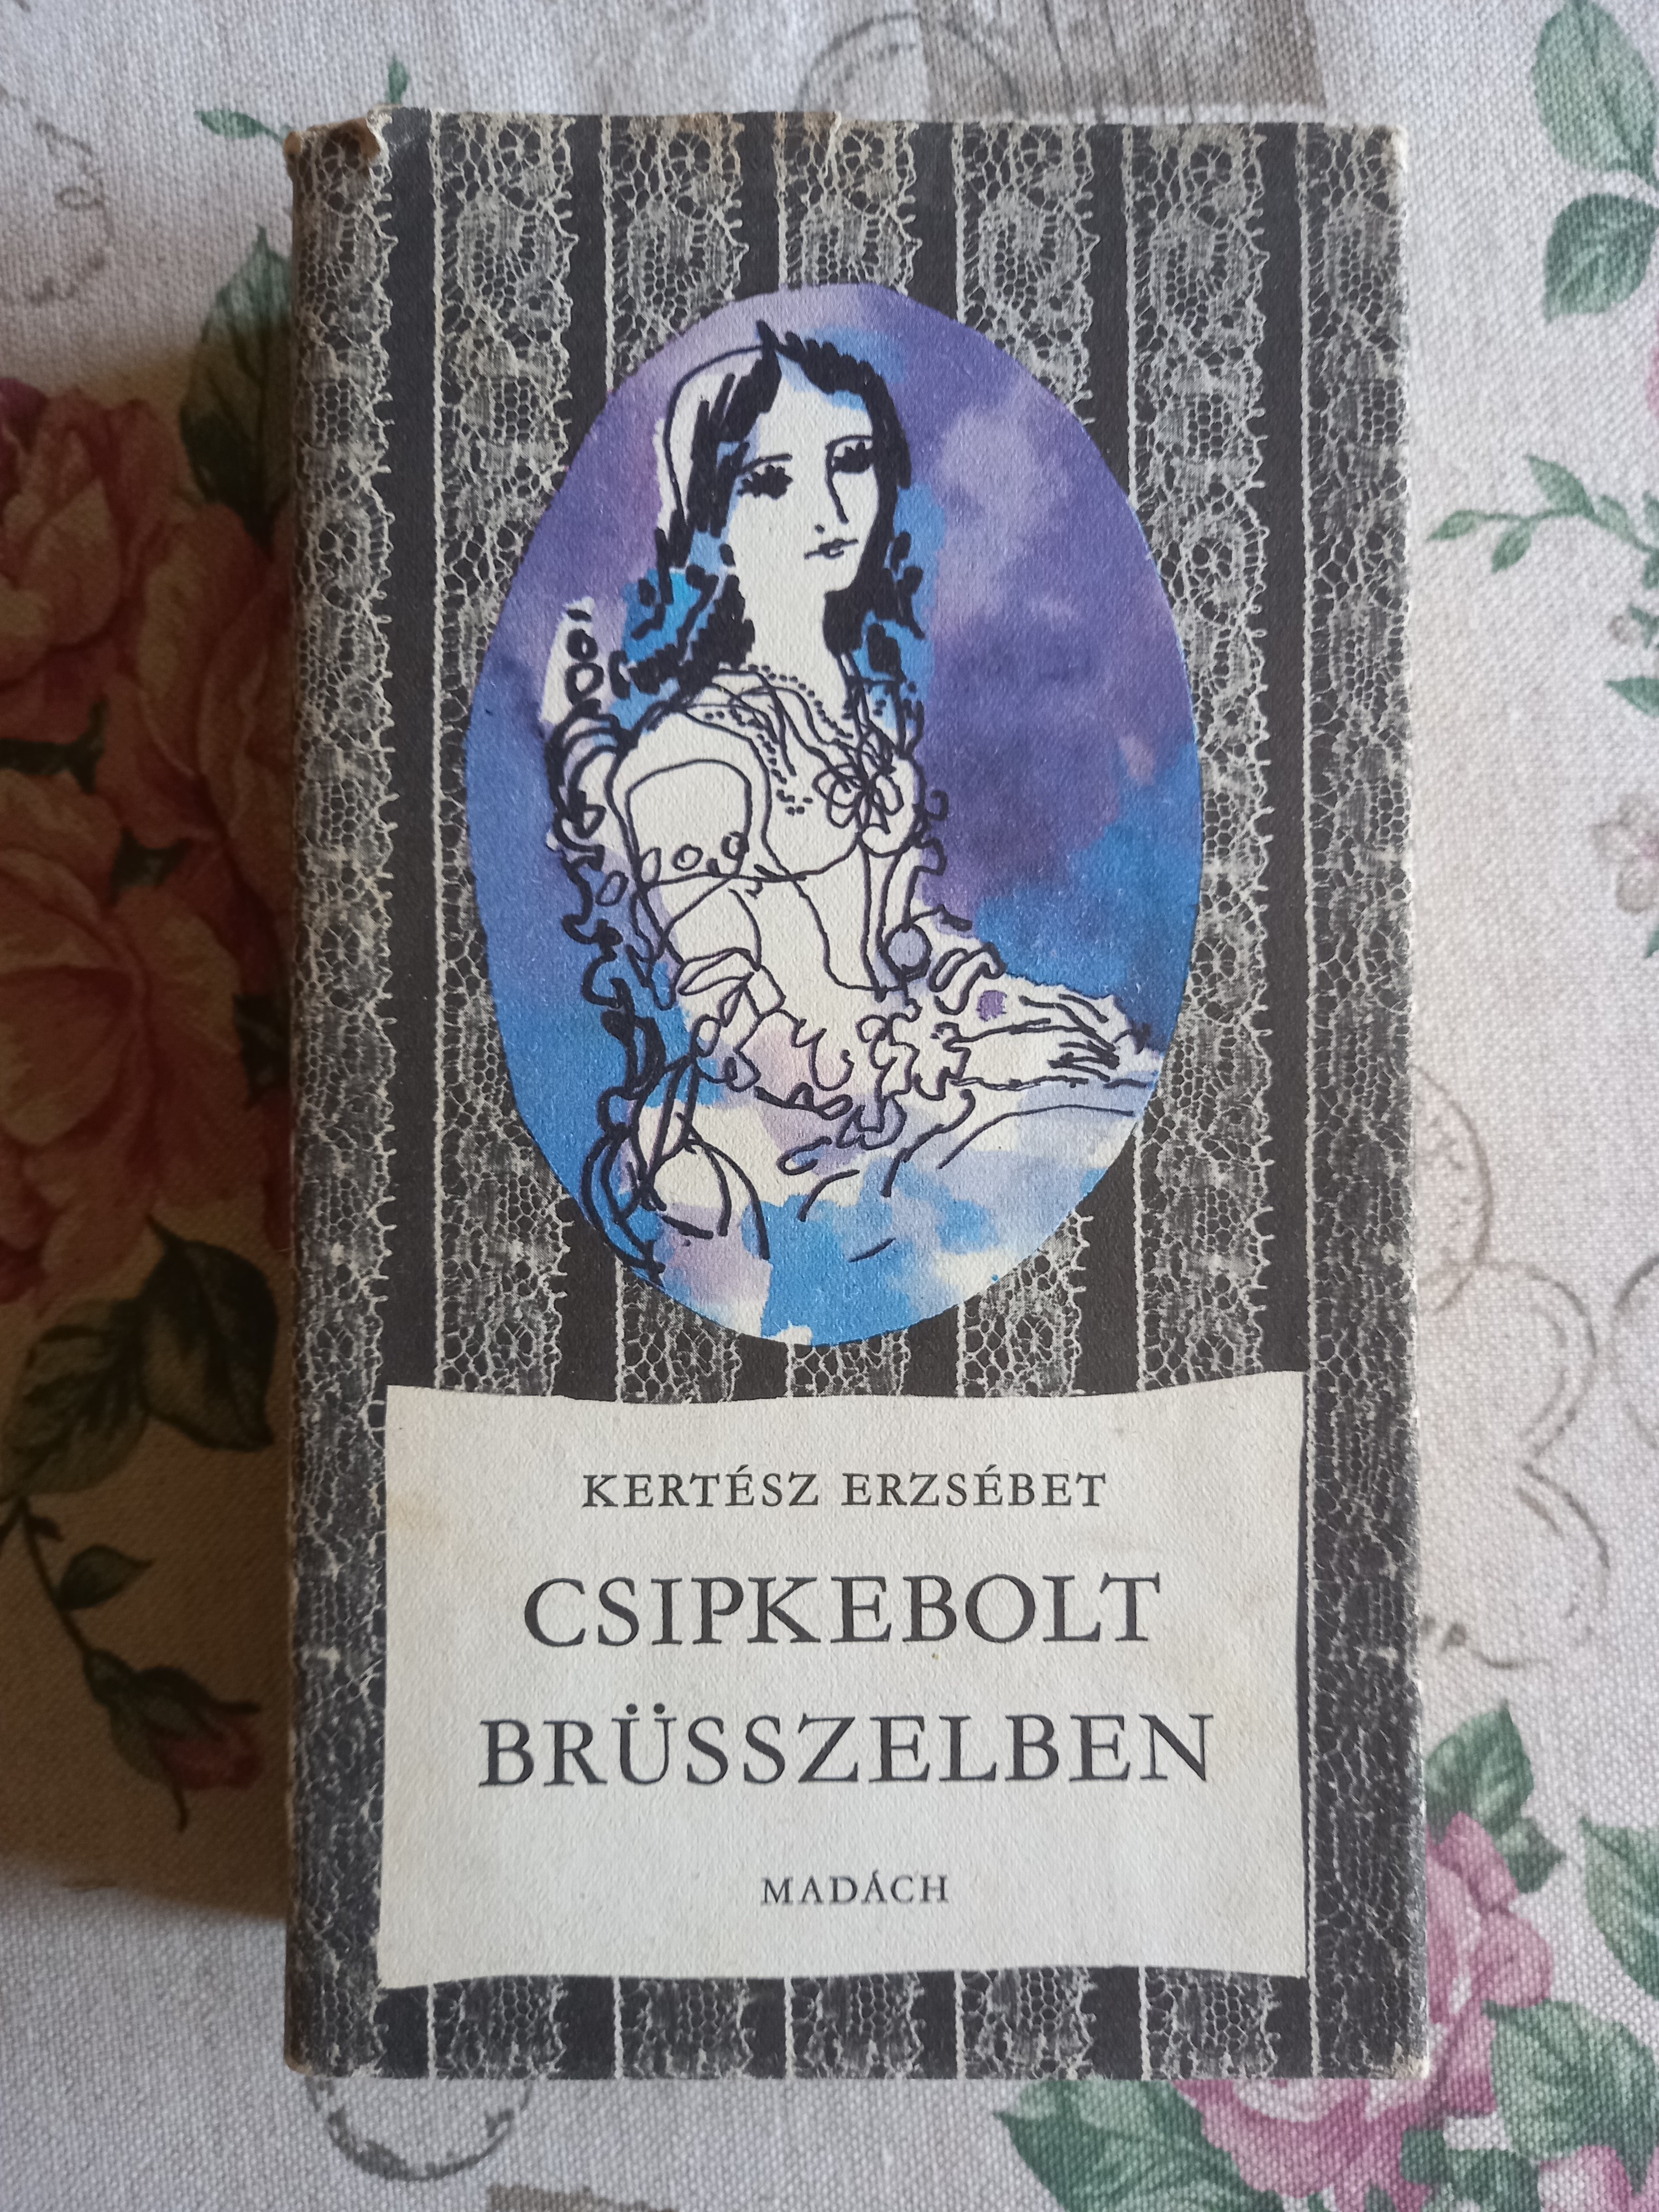 KERTÉSZ ERZSÉBET
CSIPKEBOLT
BRÜSSZELBEN
MADÁCH